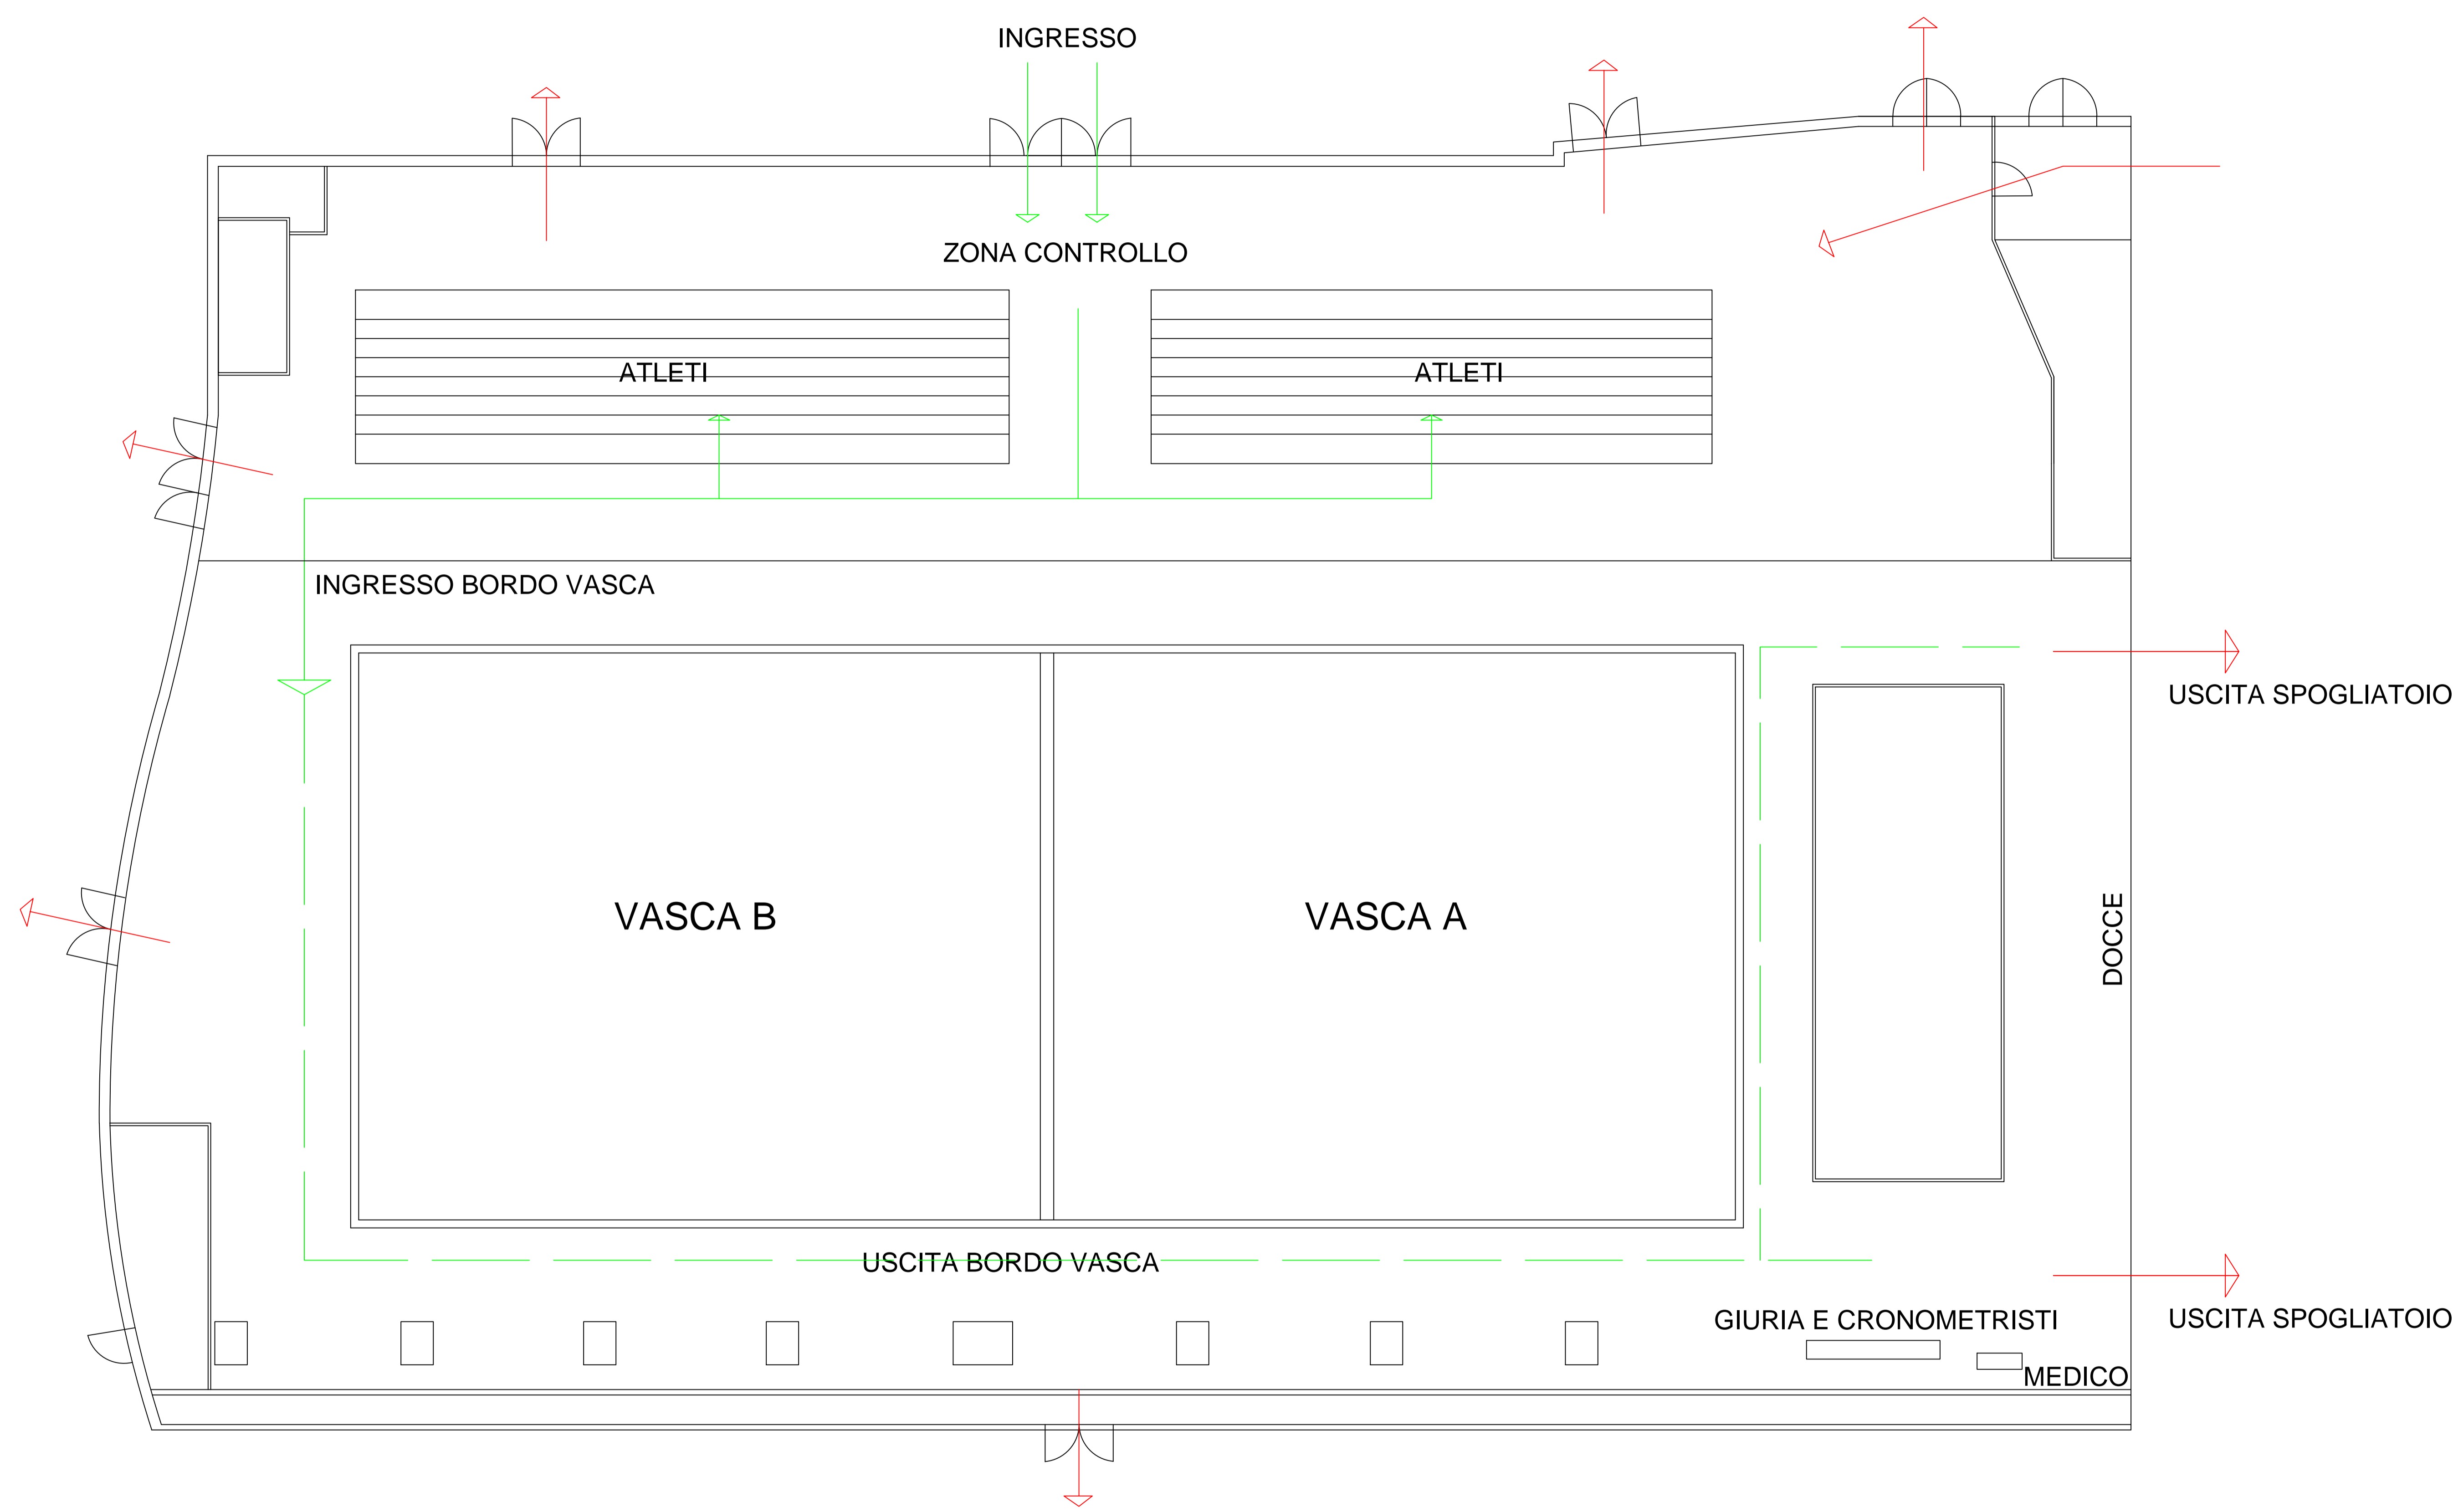 INGRESSO
ZONA CONTROLLO
ATLETI
ATLETI
INGRESSO BORDO VASCA
USCITA SPOGLIATOIO
VASCA B
VASCA A
DOCCE
USCITA BORDO VASCA
GIURIA E CRONOMETRISTI
USCITA SPOGLIATOIO
MEDICO